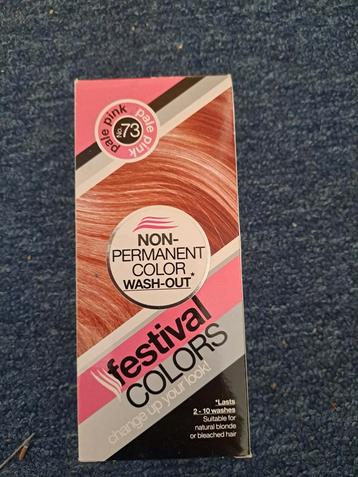 pale pink
pale pink
No. 73
NON-
PERMANENT
COLOR
WASH-OUT*
festival
COLORS
change up your look!
*Lasts
2 - 10 washes
Suitable for
natural blonde
or bleached hair